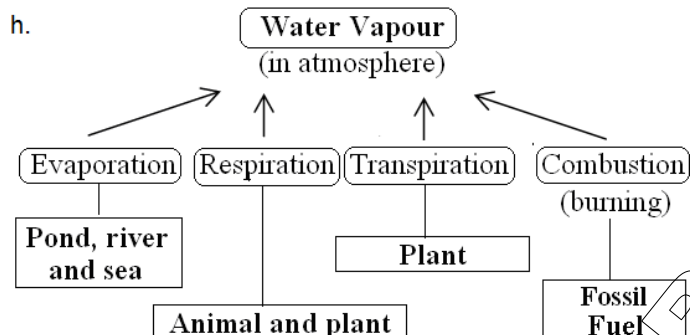 h.
Water Vapour
(in atmosphere)
Evaporation
Respiration
Transpiration
Combustion
(burning)
Pond, river
and sea
Plant
Animal and plant
Fossil
Fuel